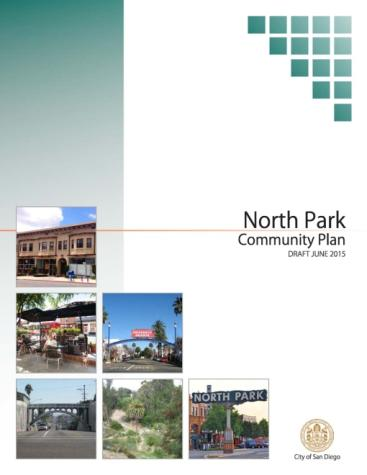 North Park
Community Plan
DRAFT JUNE 2015
NORTH PARK
City of San Diego